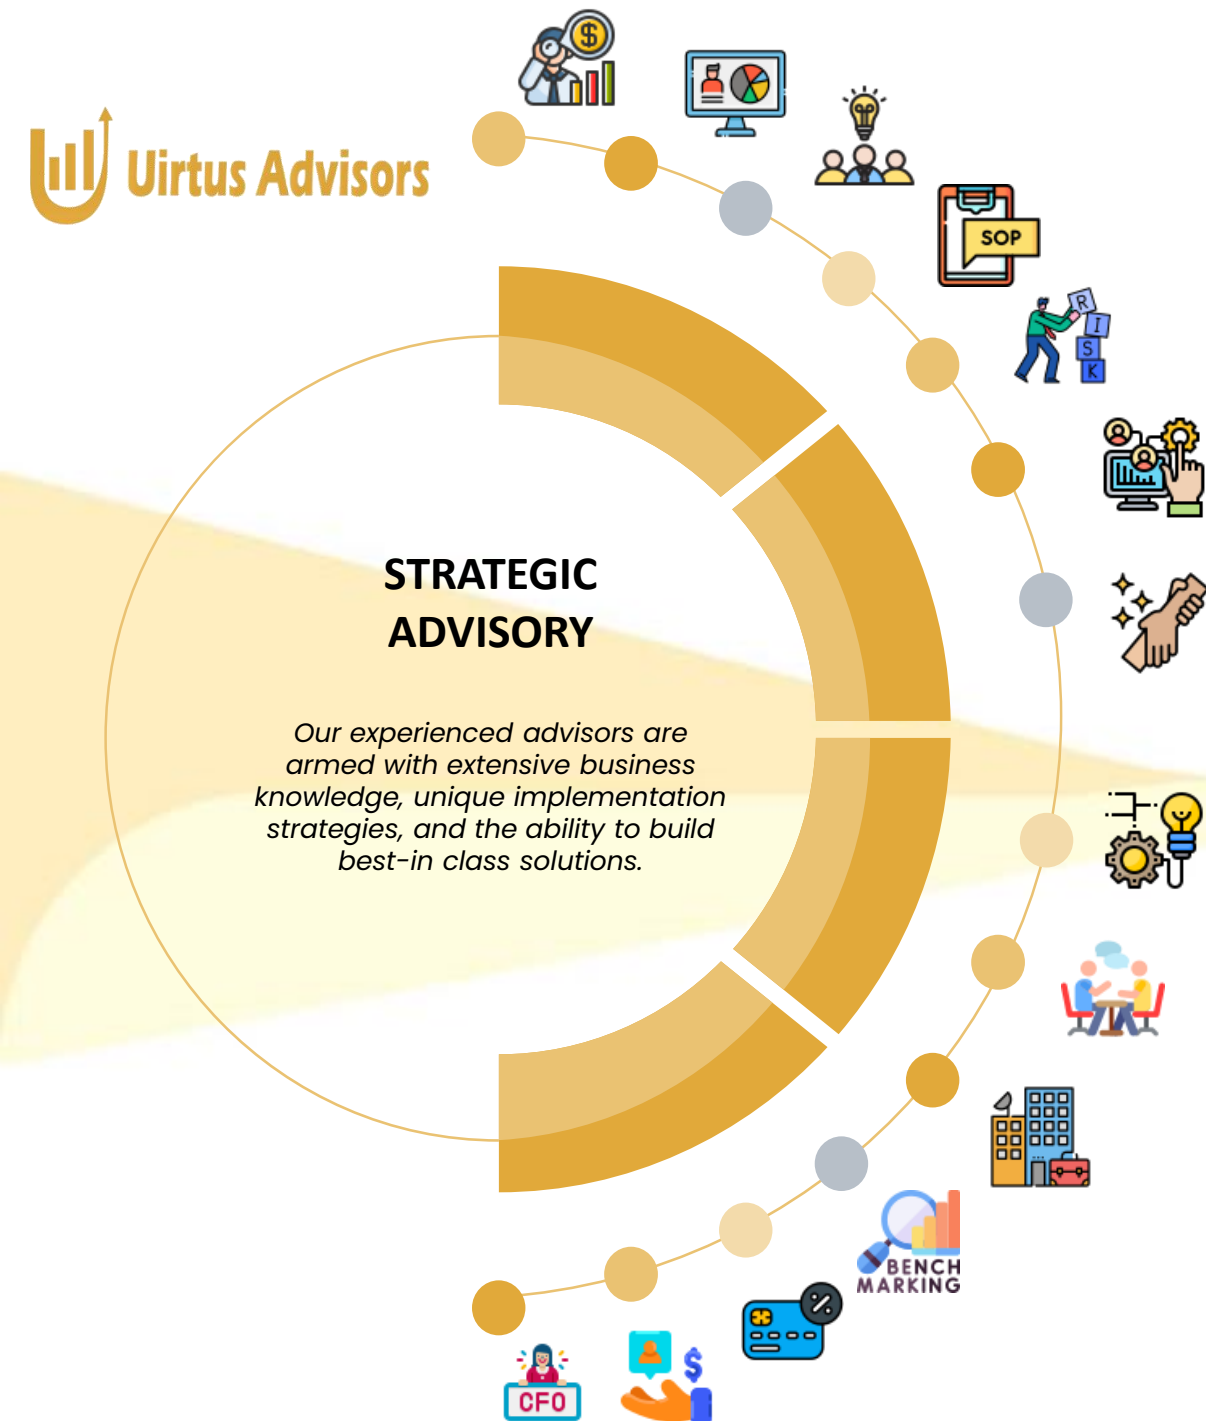 Uirtus Advisors
SOP
R
I
S
K
STRATEGIC
ADVISORY
Our experienced advisors are
armed with extensive business
knowledge, unique implementation
strategies, and the ability to build
best-in class solutions.
BENCH
MARKING
CFO